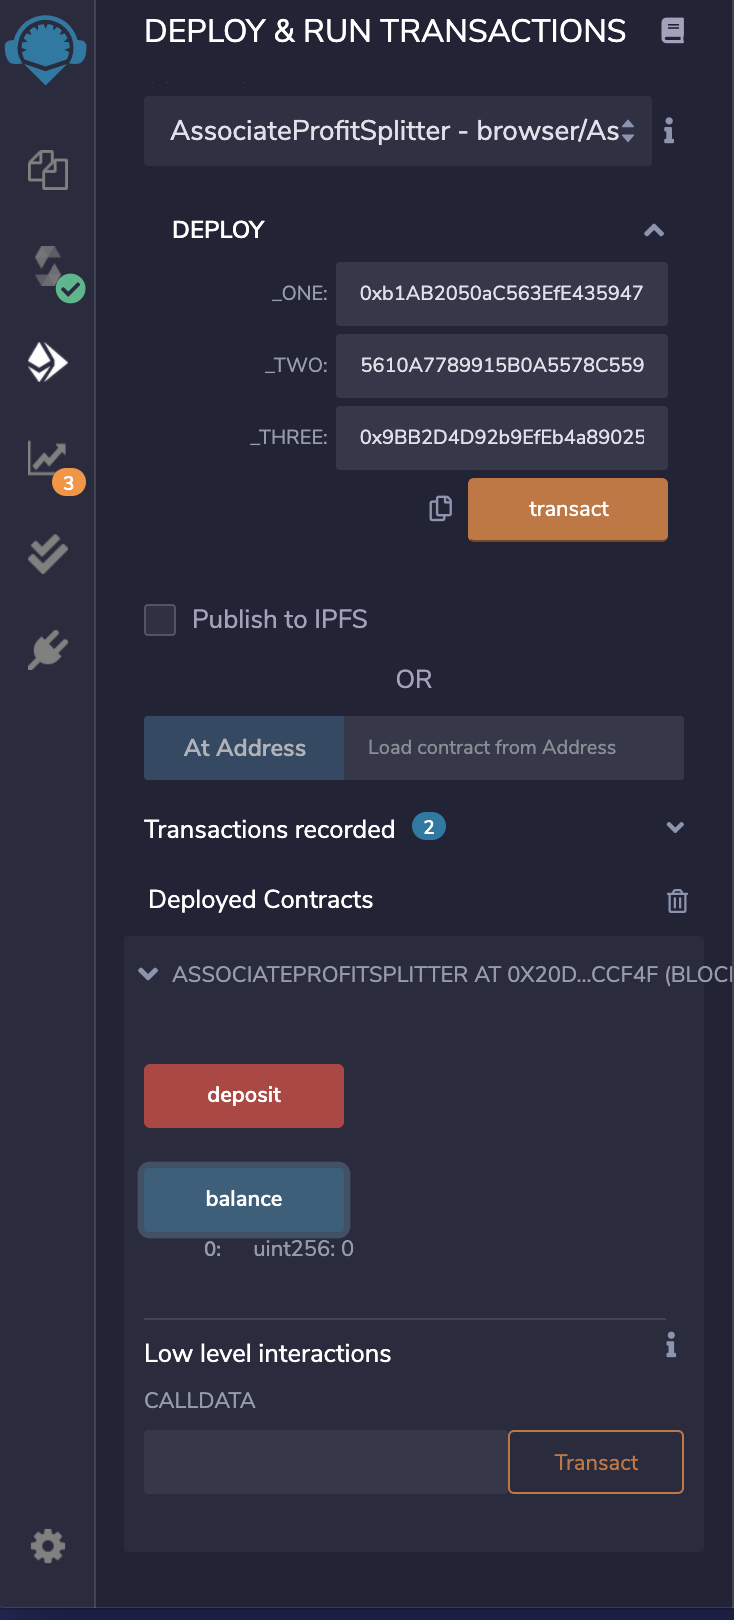 DEPLOY & RUN TRANSACTIONS
AssociateProfitSplitter - browser/As
DEPLOY
_ONE: 0xb1AB2050aC563EfE435947
_TWO: 5610A7789915B0A5578C559
_THREE: 0x9BB2D4D92b9EfEb4a89025
transact
3
Publish to IPFS
OR
At Address Load contract from Address
Transactions recorded 2
Deployed Contracts
ASSOCIATEPROFITSPLITTER AT 0X20D...CCF4F (BLOC
deposit
balance
0: uint256: 0
Low level interactions
CALLDATA
Transact